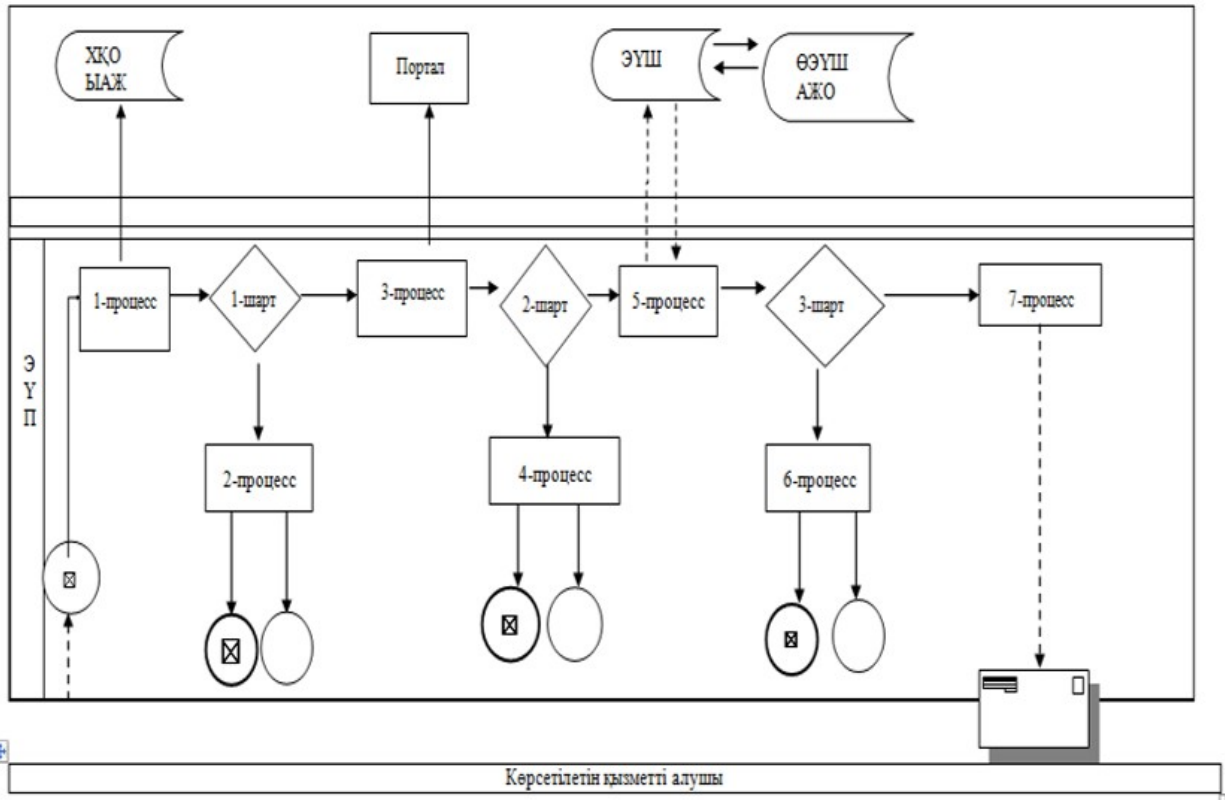 ХҚО
ЫАЖ
Портал
ЭҮШ
ӨЭҮШ
АЖО
1-процесс
1-шарт
3-процесс
2-шарт
5-процесс
3-шарт
7-процесс
Э
Ү
П
2-процесс
4-процесс
6-процесс
Көрсетілетін қызметті алушы